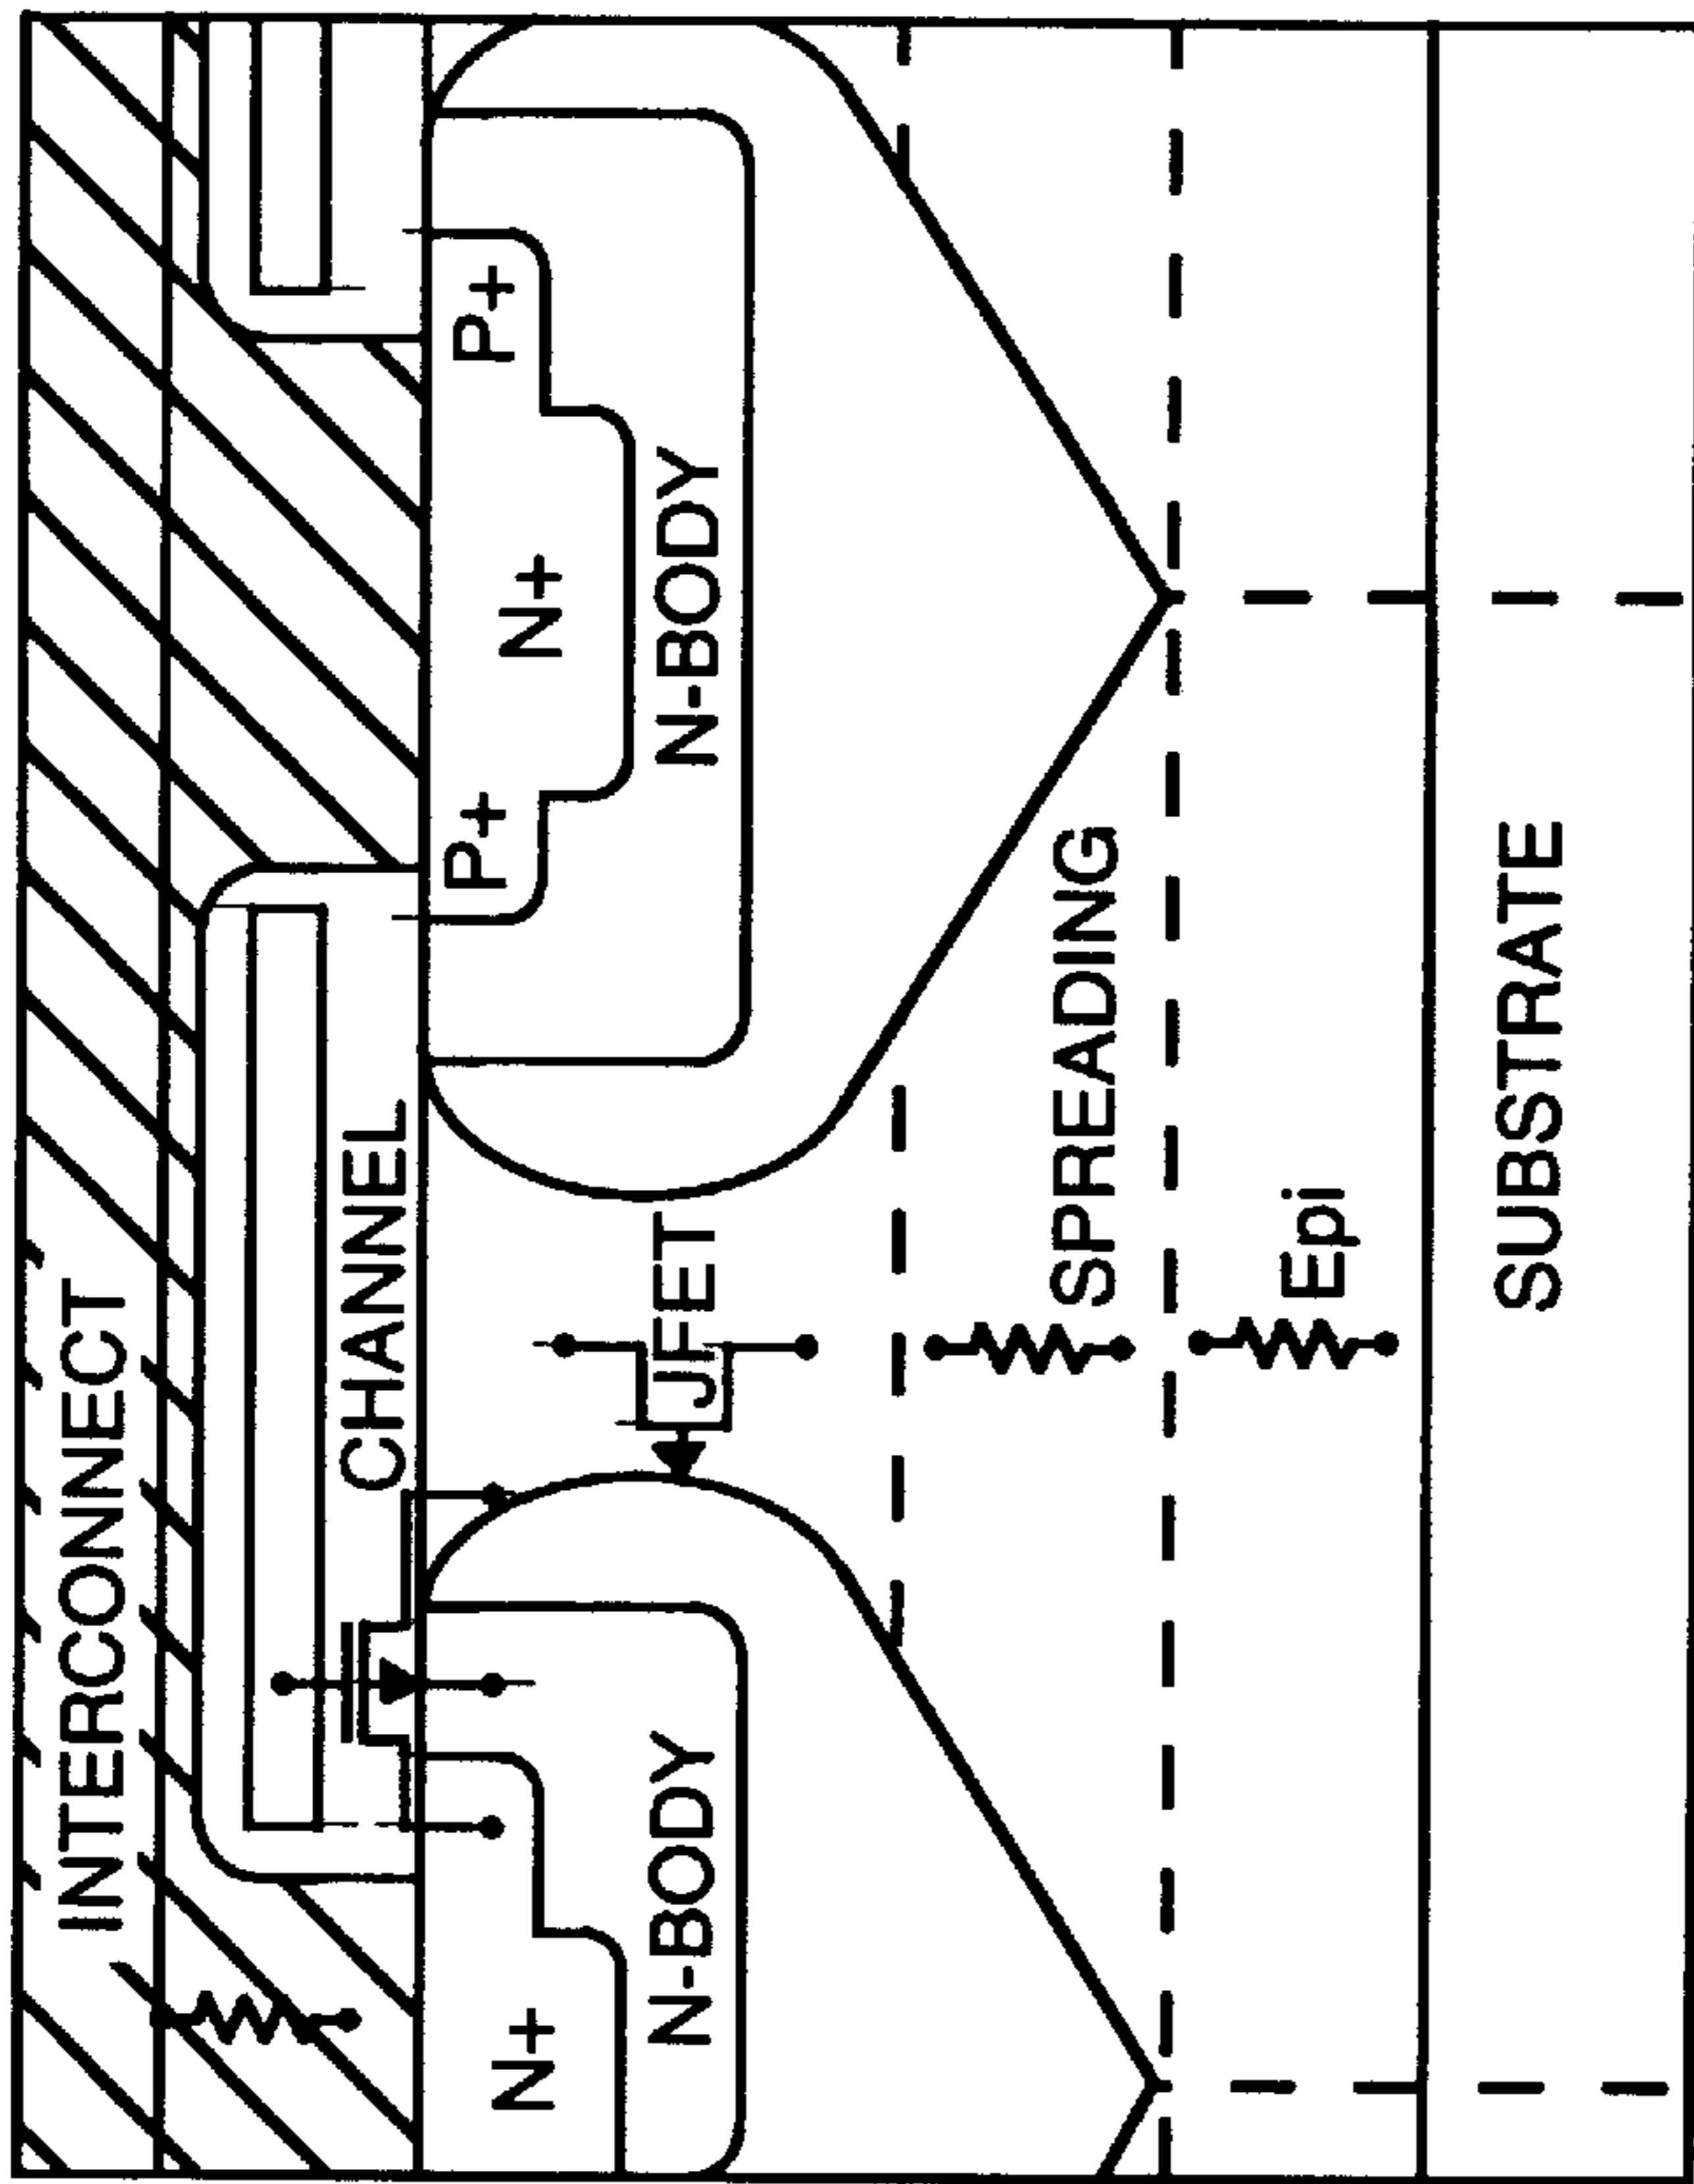 INTERCONNECT
CHANNEL
N+
P+
N+
P+
N-BODY
JFET
N-BODY
SPREADING
Epi
SUBSTRATE